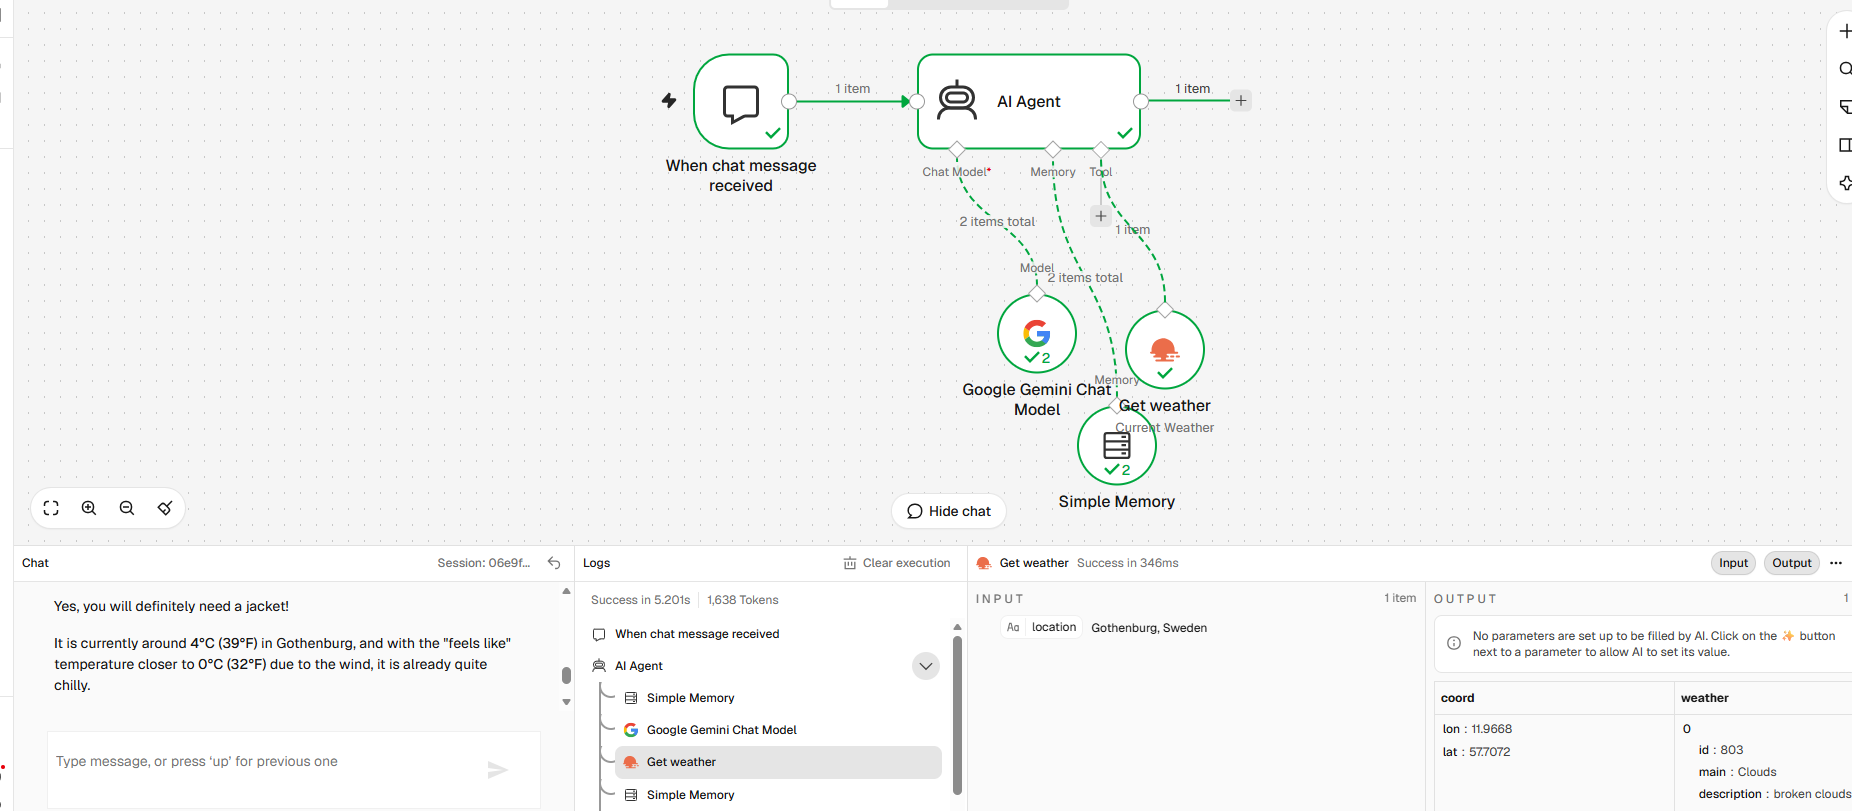 1 item
AI Agent
1 item
When chat message
received
Chat Model*
Memory
Tool
2 items total
1 item
Model
2 items total
2
Memory
Google Gemini Chat
Model
Get weather
Current Weather
2
Simple Memory
Hide chat
Chat
Session: 06e9f...
Yes, you will definitely need a jacket!
It is currently around 4°C (39°F) in Gothenburg, and with the "feels like"
temperature closer to 0°C (32°F) due to the wind, it is already quite
chilly.
Type message, or press ‘up’ for previous one
Logs
Clear execution
Success in 5.201s
1,638 Tokens
When chat message received
AI Agent
Simple Memory
Google Gemini Chat Model
Get weather
Simple Memory
Get weather
Success in 346ms
Input
Output
INPUT
1 item
Aa
location
Gothenburg, Sweden
OUTPUT
1
No parameters are set up to be filled by AI. Click on the ✨ button
next to a parameter to allow AI to set its value.
coord
weather
lon : 11.9668
lat : 57.7072
0
id : 803
main : Clouds
description : broken clouds